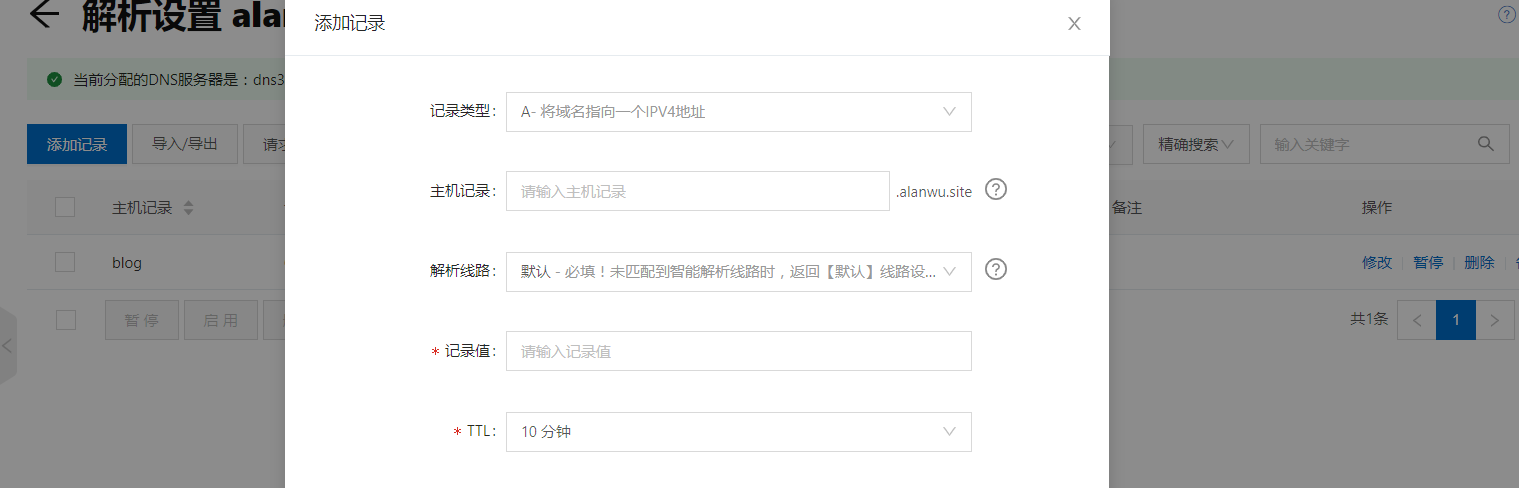 解析设置 alan
添加记录
当前分配的DNS服务器是：dns3
记录类型： A- 将域名指向一个IPV4地址
添加记录 导入/导出 请求 精确搜索 输入关键字
主机记录： 请输入主机记录 .alanwu.site
主机记录 备注 操作
解析线路： 默认 - 必填！未匹配到智能解析线路时，返回【默认】线路设...
blog 修改 暂停 删除
暂停 启用 共1条 1
* 记录值： 请输入记录值
* TTL： 10 分钟